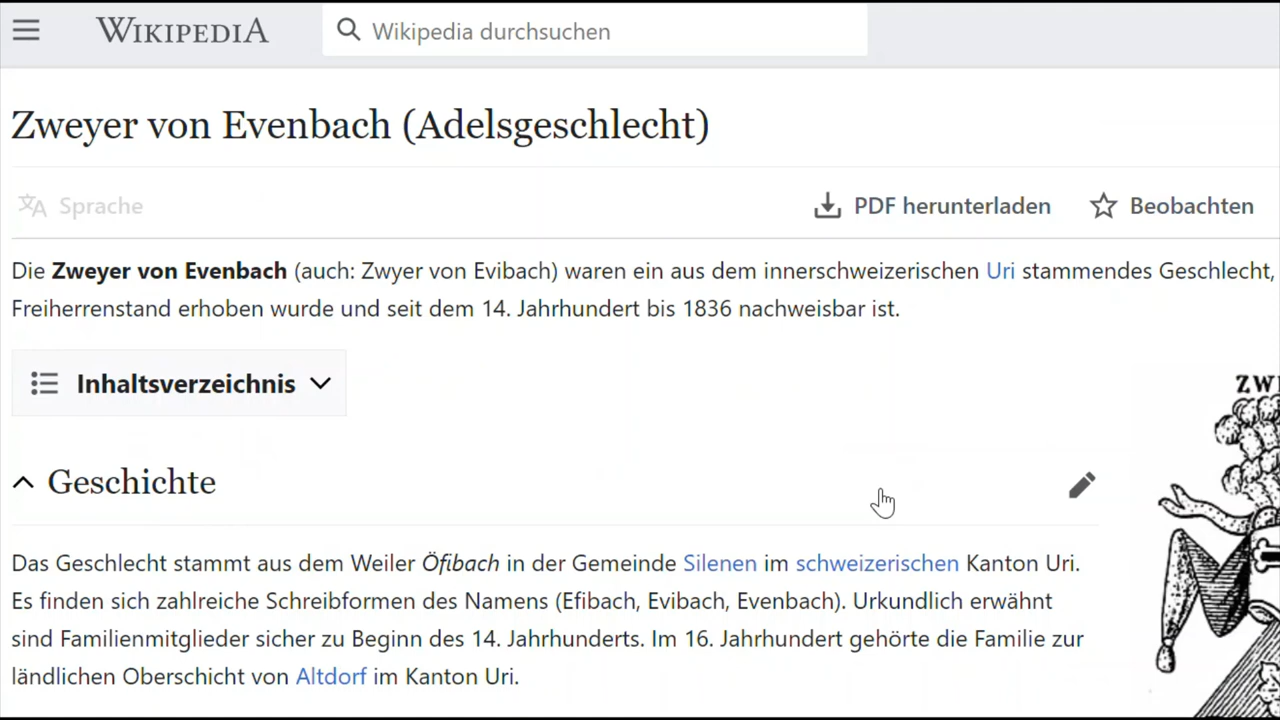 WIKIPEDIA
Wikipedia durchsuchen
Zweyer von Evenbach (Adelsgeschlecht)
Sprache
PDF herunterladen
Beobachten
Die Zweyer von Evenbach (auch: Zwyer von Evibach) waren ein aus dem innerschweizerischen Uri stammendes Geschlecht,
Freiherrenstand erhoben wurde und seit dem 14. Jahrhundert bis 1836 nachweisbar ist.
Inhaltsverzeichnis
Geschichte
Das Geschlecht stammt aus dem Weiler Öfibach in der Gemeinde Silenen im schweizerischen Kanton Uri.
Es finden sich zahlreiche Schreibformen des Namens (Efibach, Evibach, Evenbach). Urkundlich erwähnt
sind Familienmitglieder sicher zu Beginn des 14. Jahrhunderts. Im 16. Jahrhundert gehörte die Familie zur
ländlichen Oberschicht von Altdorf im Kanton Uri.